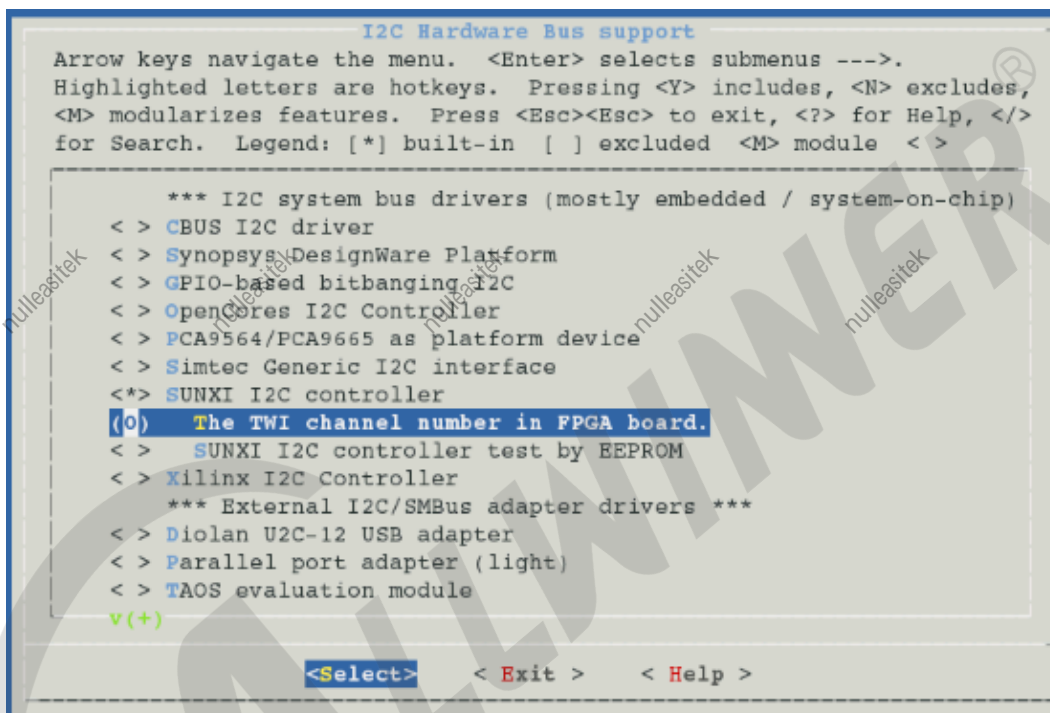 I2C Hardware Bus support
Arrow keys navigate the menu.  <Enter> selects submenus --->.
Highlighted letters are hotkeys.  Pressing <Y> includes, <N> excludes,
<M> modularizes features.  Press <Esc><Esc> to exit, <?> for Help, </>
for Search.  Legend: [*] built-in  [ ] excluded  <M> module  < >
*** I2C system bus drivers (mostly embedded / system-on-chip)
< > CBUS I2C driver
< > Synopsys DesignWare Platform
< > GPIO-based bitbanging I2C
< > OpenCores I2C Controller
< > PCA9564/PCA9665 as platform device
< > Simtec Generic I2C interface
<*> SUNXI I2C controller
(0)   The TWI channel number in FPGA board.
< >   SUNXI I2C controller test by EEPROM
< > Xilinx I2C Controller
*** External I2C/SMBus adapter drivers ***
< > Diolan U2C-12 USB adapter
< > Parallel port adapter (light)
< > TAOS evaluation module
v(+)
<Select>    < Exit >    < Help >
nulleasitek
nulleasitek
nulleasitek
nulleasitek
nulleasitek
ALLWINNER®